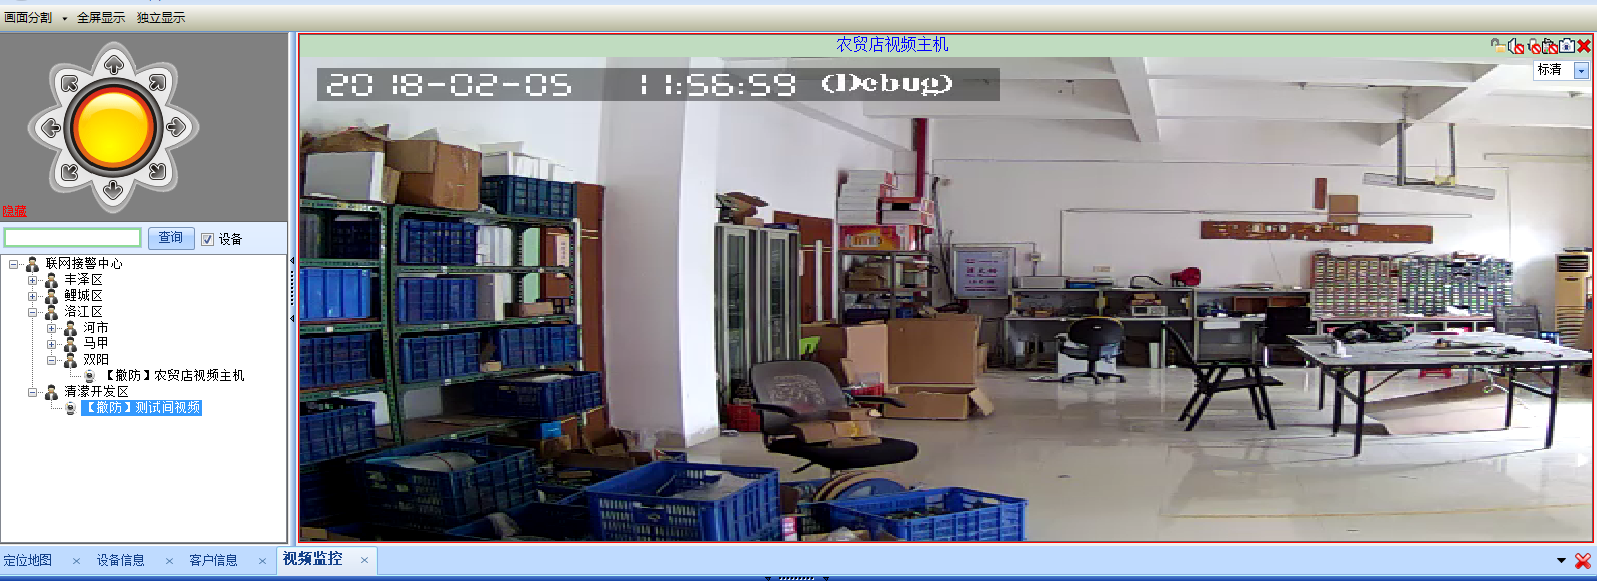 画面分割 全屏显示 独立显示
农贸店视频主机
标清
2018-02-05 11:56:59 (Debug)
隐藏
查询 设备
联网接警中心
丰泽区
鲤城区
洛江区
河市
马甲
双阳
【撤防】农贸店视频主机
清濛开发区
【撤防】测试间视频
定位地图 设备信息 客户信息 视频监控